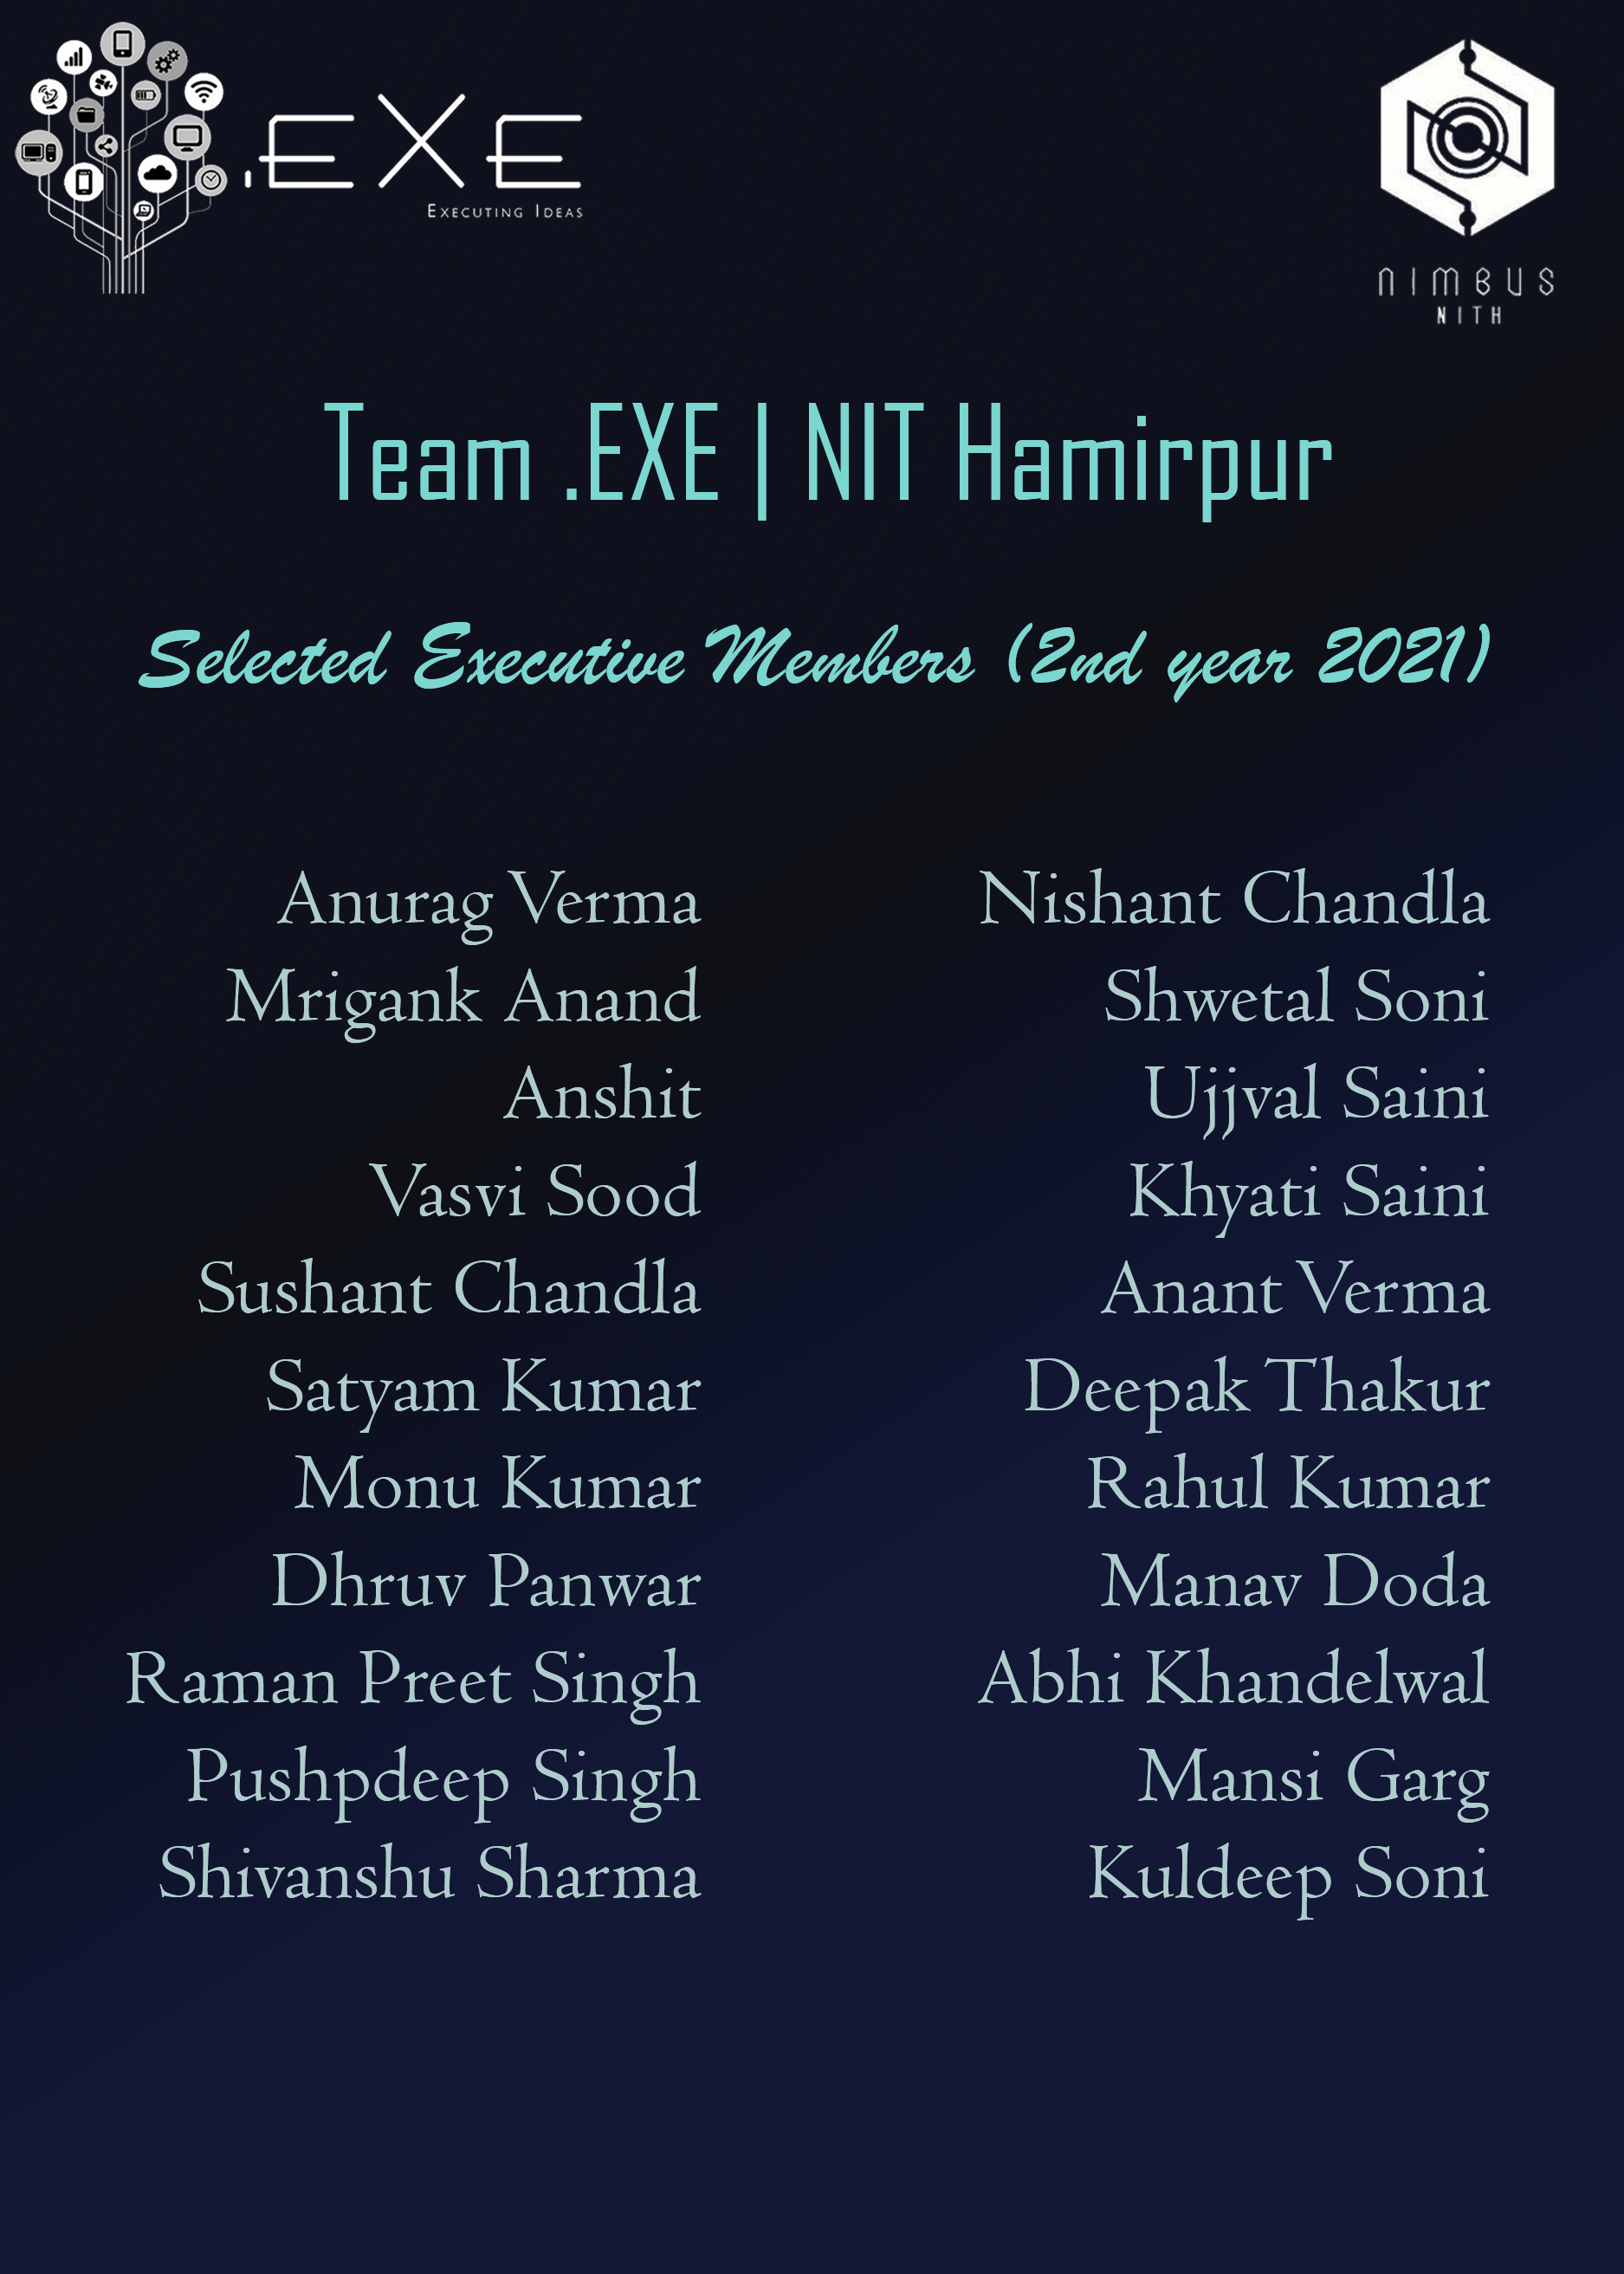 .EXE
EXECUTING IDEAS
NIMBUS
NITH
Team .EXE | NIT Hamirpur
Selected Executive Members (2nd year 2021)
Anurag Verma
Mrigank Anand
Anshit
Vasvi Sood
Sushant Chandla
Satyam Kumar
Monu Kumar
Dhruv Panwar
Raman Preet Singh
Pushpdeep Singh
Shivanshu Sharma
Nishant Chandla
Shwetal Soni
Ujjval Saini
Khyati Saini
Anant Verma
Deepak Thakur
Rahul Kumar
Manav Doda
Abhi Khandelwal
Mansi Garg
Kuldeep Soni